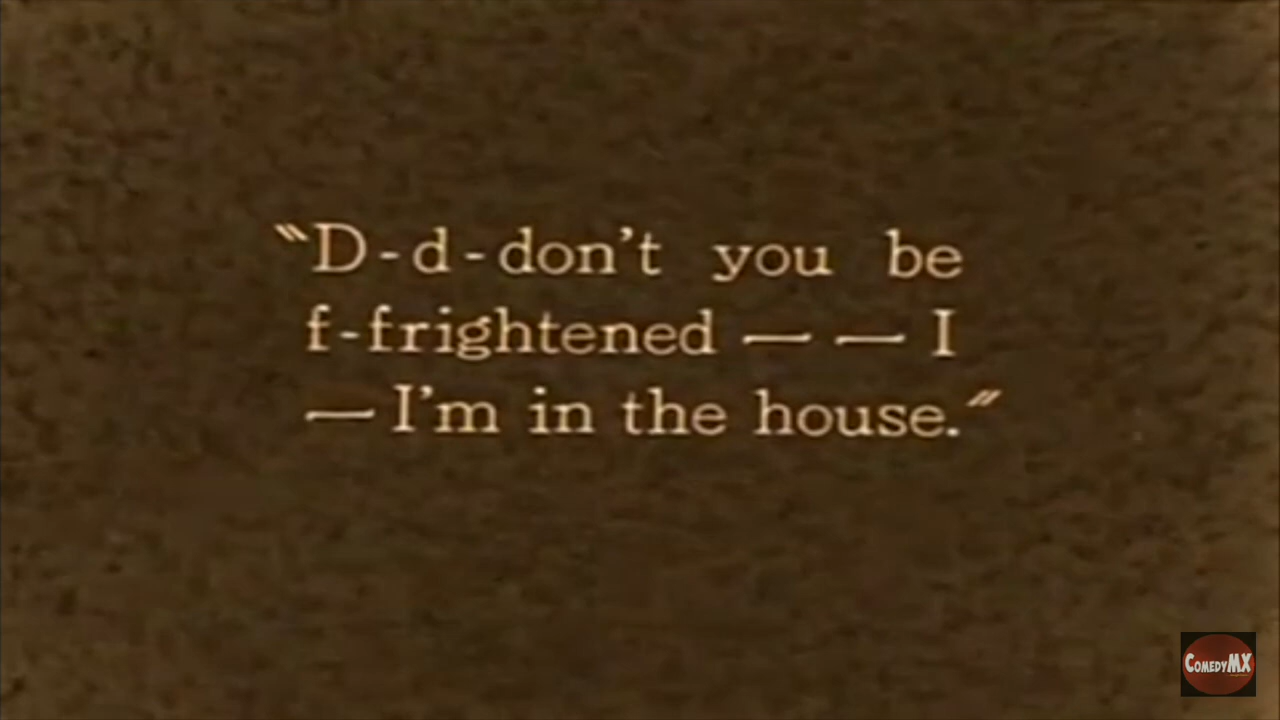 “D-d-don’t you be
f-frightened — — I
— I’m in the house.”
COMEDYMX